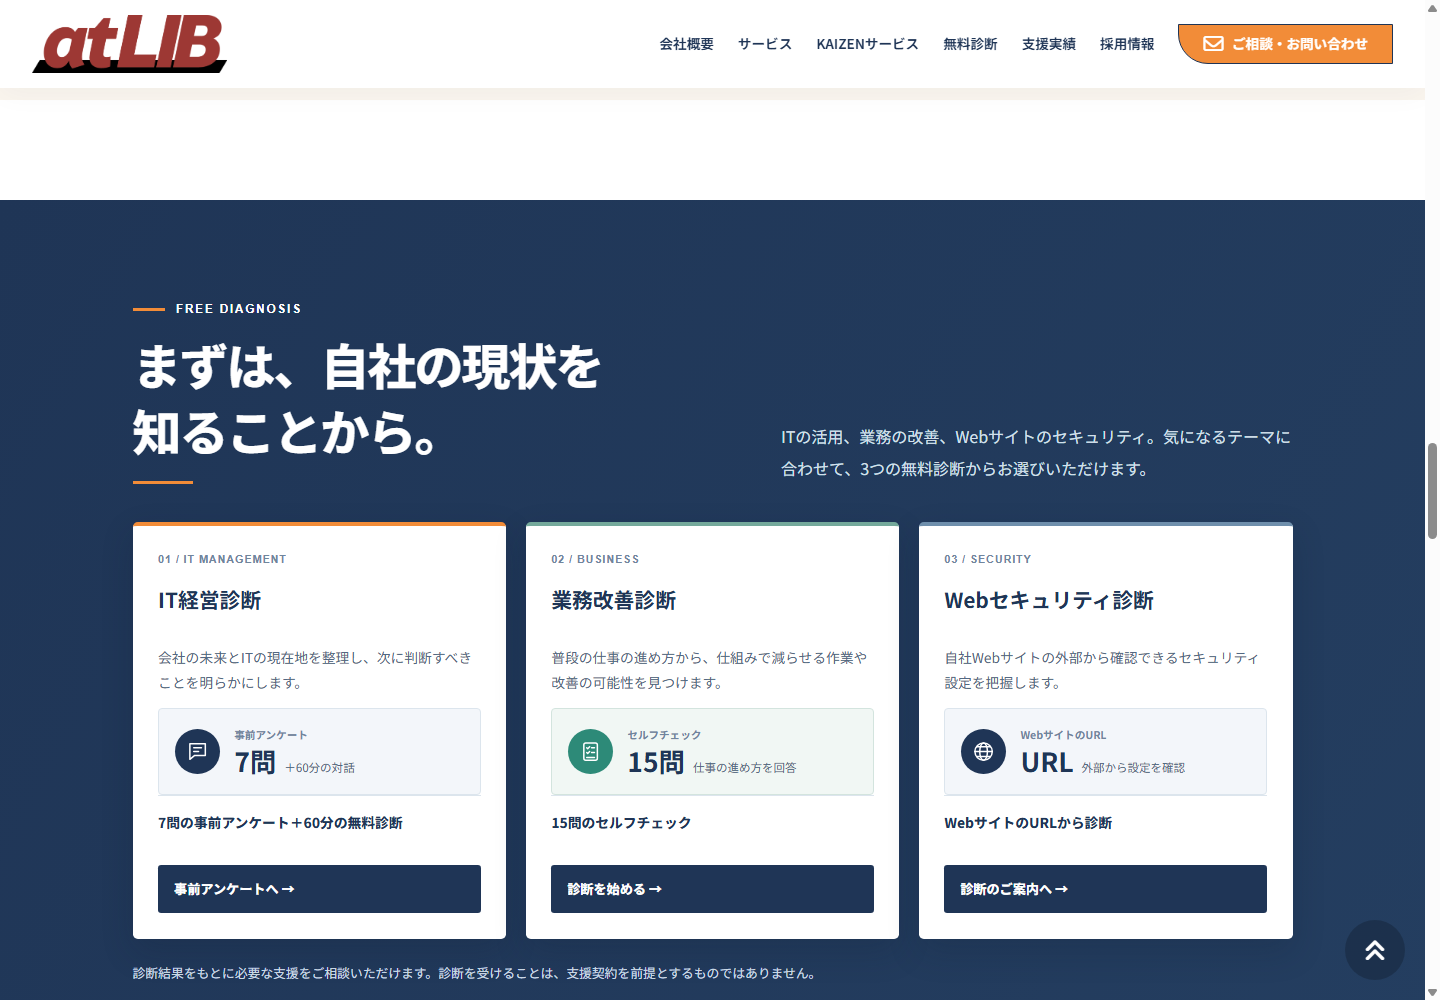 atLIB
会社概要 サービス KAIZENサービス 無料診断 支援実績 採用情報 ご相談・お問い合わせ
FREE DIAGNOSIS
まずは、自社の現状を
知ることから。
ITの活用、業務の改善、Webサイトのセキュリティ。気になるテーマに
合わせて、3つの無料診断からお選びいただけます。
01 / IT MANAGEMENT
IT経営診断
会社の未来とITの現在地を整理し、次に判断すべき
ことを明らかにします。
事前アンケート
7問 +60分の対話
7問の事前アンケート+60分の無料診断
事前アンケートへ→
02 / BUSINESS
業務改善診断
普段の仕事の進め方から、仕組みで減らせる作業や
改善の可能性を見つけます。
セルフチェック
15問 仕事の進め方を回答
15問のセルフチェック
診断を始める→
03 / SECURITY
Webセキュリティ診断
自社Webサイトの外部から確認できるセキュリティ
設定を把握します。
WebサイトのURL
URL 外部から設定を確認
WebサイトのURLから診断
診断のご案内へ→
診断結果をもとに必要な支援をご相談いただけます。診断を受けることは、支援契約を前提とするものではありません。